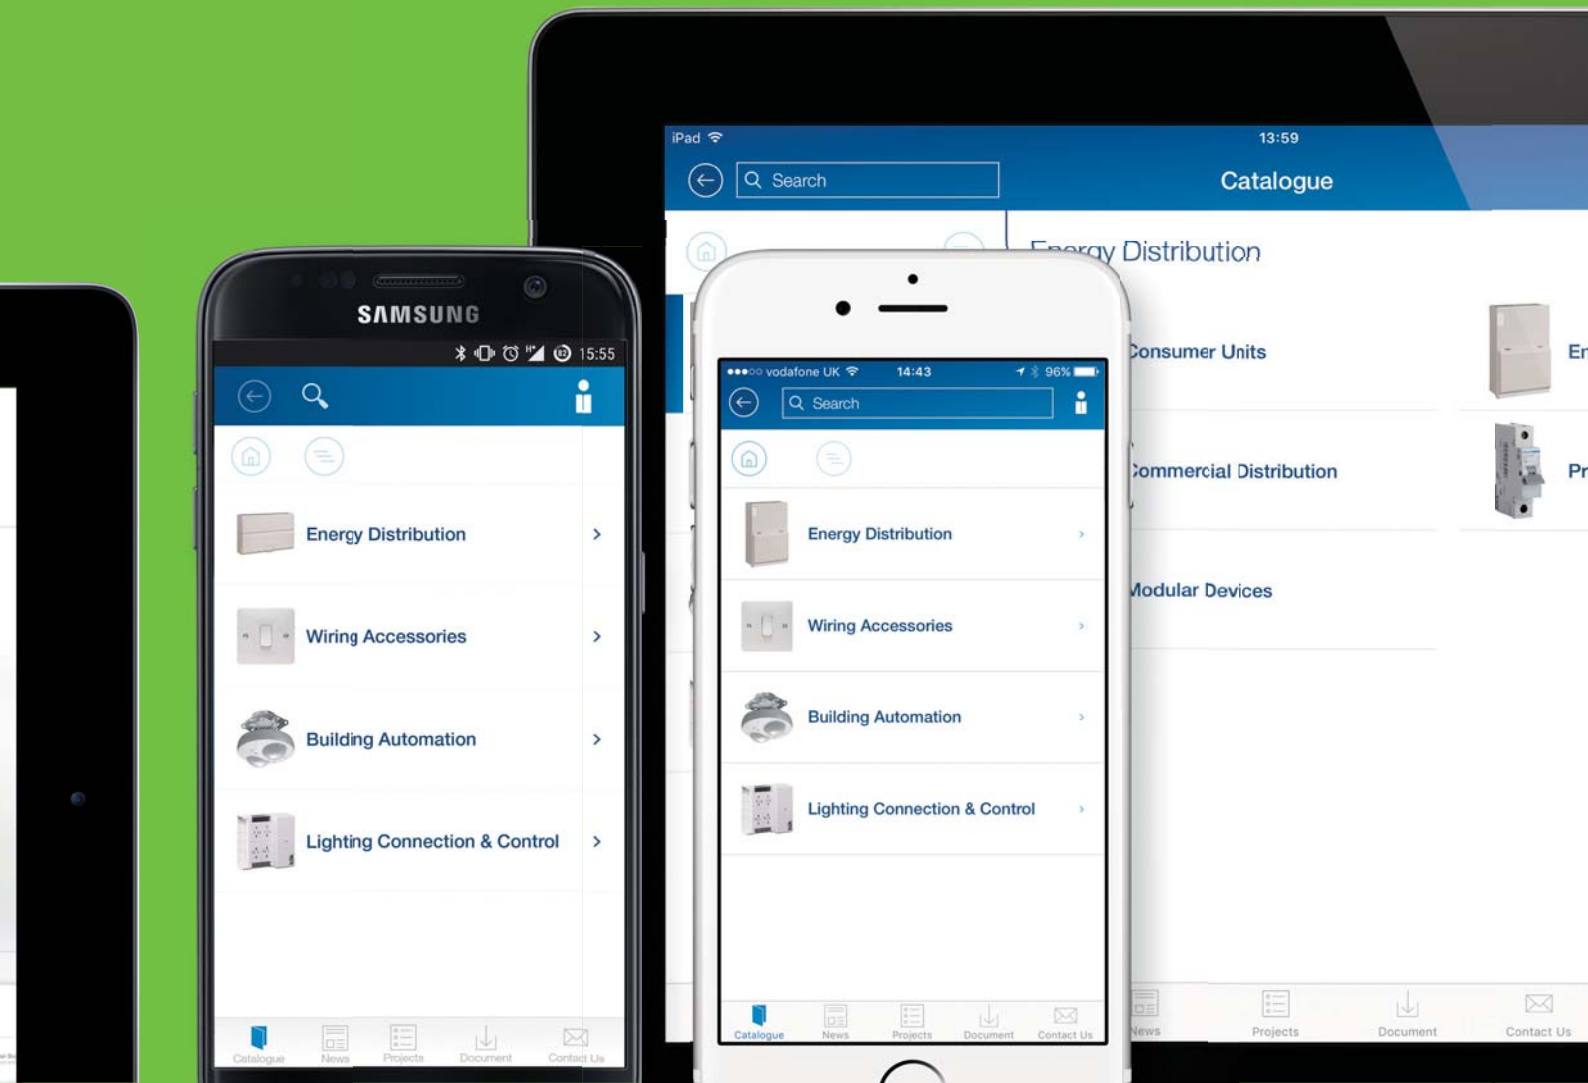 iPad
13:59
Search
Catalogue
Energy Distribution
Consumer Units
Commercial Distribution
Modular Devices
News
Projects
Document
Contact Us
SAMSUNG
H+
82
15:55
Energy Distribution
Wiring Accessories
Building Automation
Lighting Connection & Control
Catalogue
News
Projects
Document
Contact Us
vodafone UK
14:43
96%
Search
Energy Distribution
Wiring Accessories
Building Automation
Lighting Connection & Control
Catalogue
News
Projects
Document
Contact Us